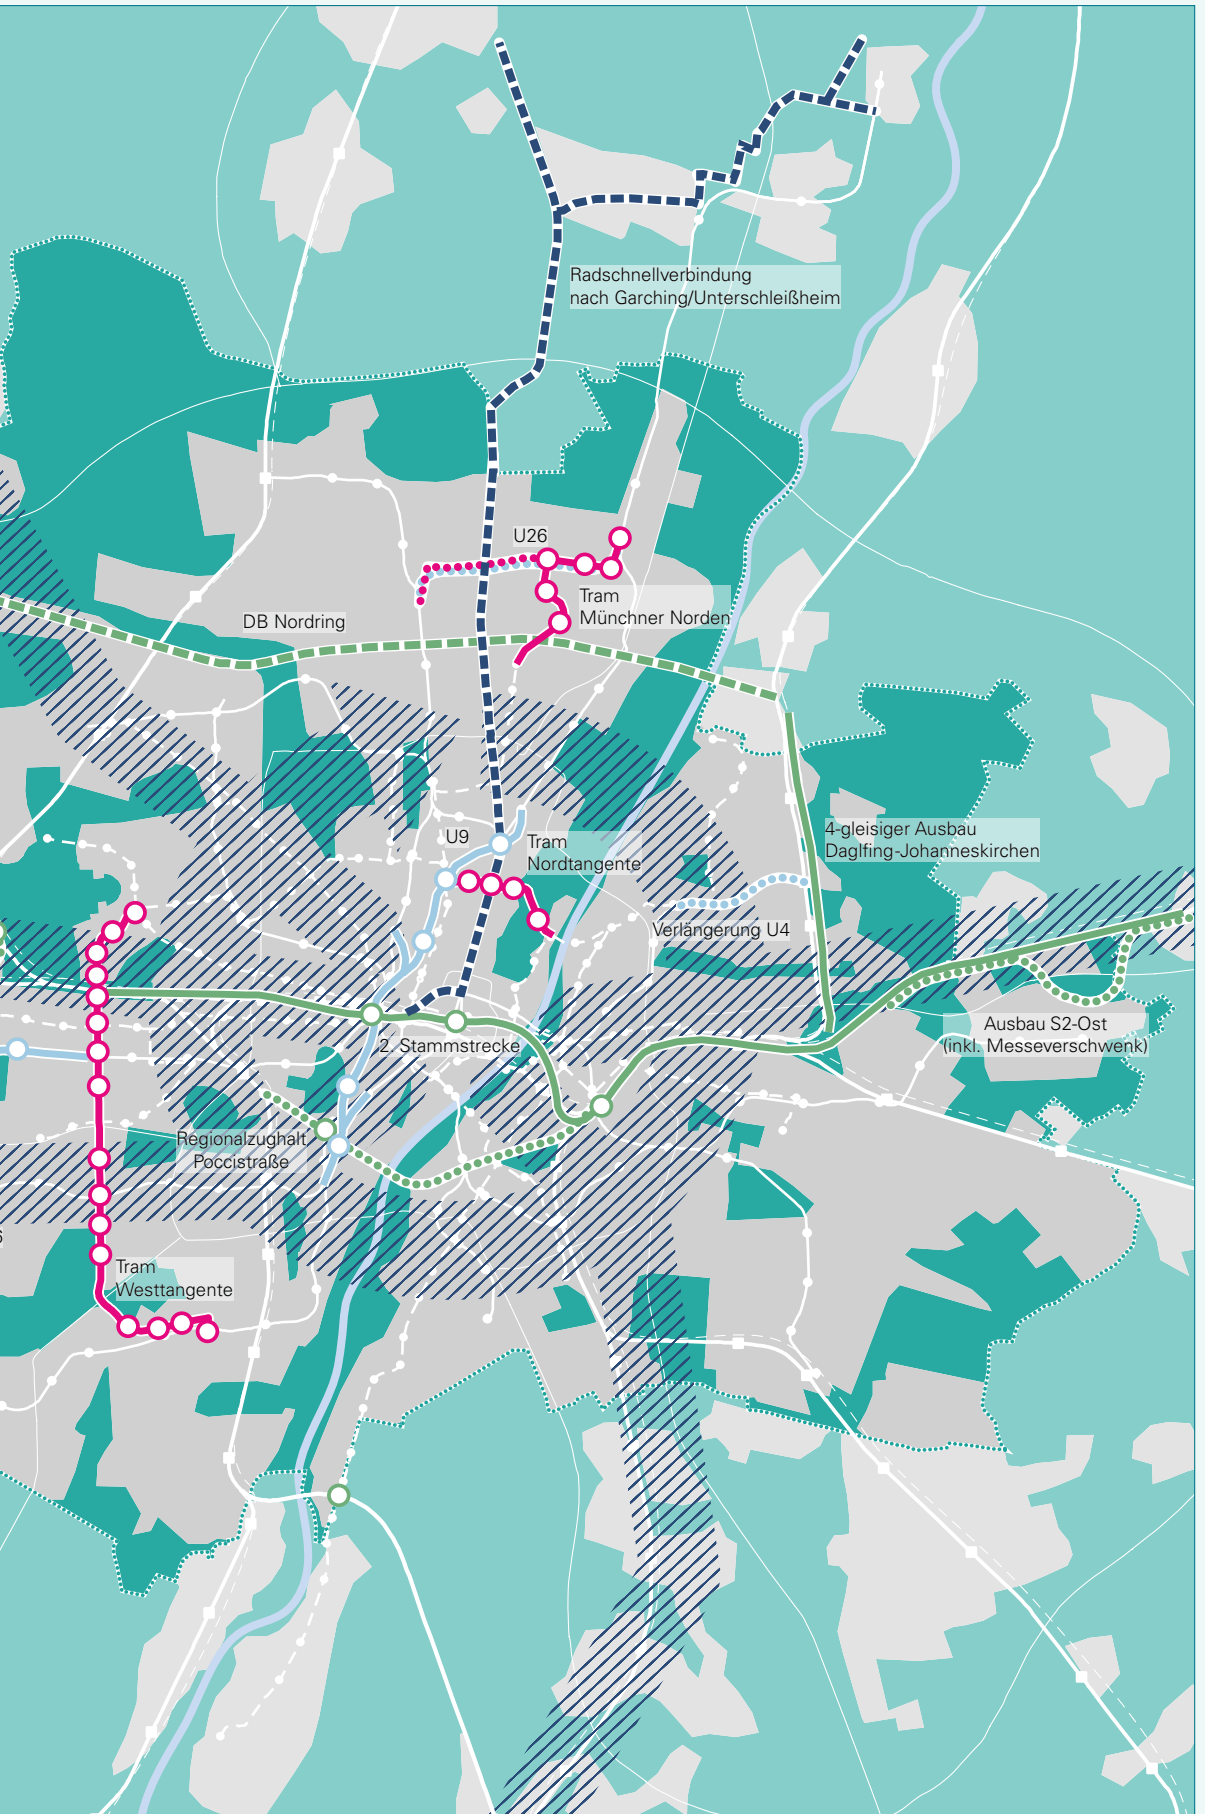 Radschnellverbindung
nach Garching/Unterschleißheim
U26
Tram
Münchner Norden
DB Nordring
U9
Tram
Nordtangente
4-gleisiger Ausbau
Daglfing-Johanneskirchen
Verlängerung U4
Ausbau S2-Ost
(inkl. Messeverschwenk)
2. Stammstrecke
Regionalzughalt
Poccistraße
Tram
Westtangente